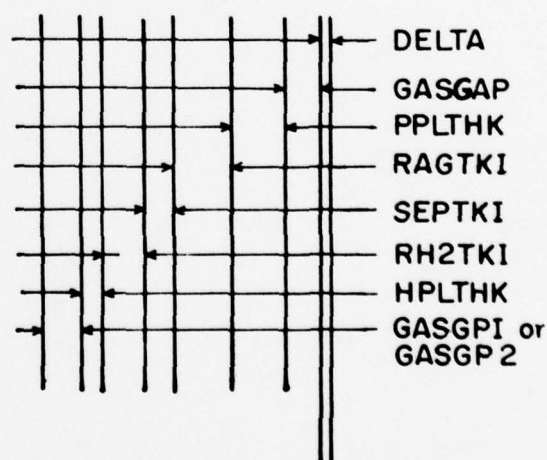 DELTA
GASGAP
PPLTHK
RAGTKI
SEPTKI
RH2TKI
HPLTHK
GASGPI or
GASGP2